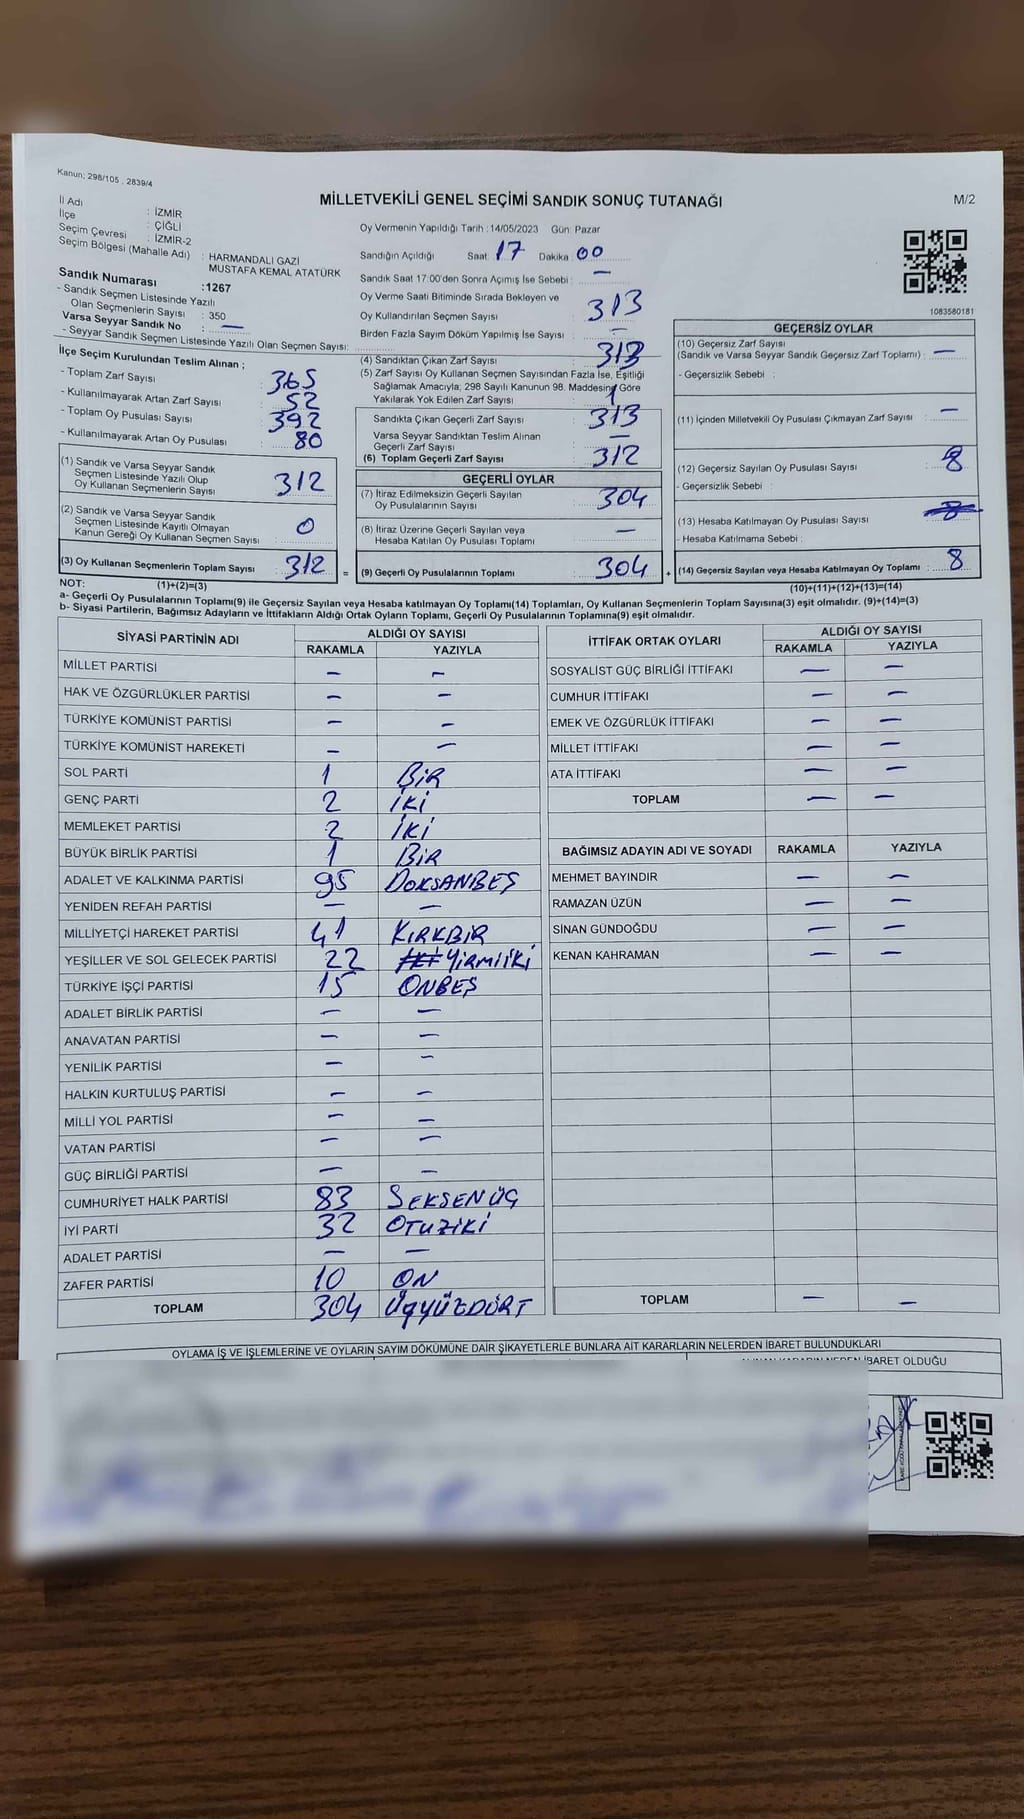 Kanun; 298/105 , 2839/4
MİLLETVEKİLİ GENEL SEÇİMİ SANDIK SONUÇ TUTANAĞI
M/2
İl Adı : İZMİR
İlçe : ÇİĞLİ
Seçim Çevresi : İZMİR-2
Seçim Bölgesi (Mahalle Adı) : HARMANDALI GAZİ
MUSTAFA KEMAL ATATÜRK
Sandık Numarası :1267
- Sandık Seçmen Listesinde Yazılı
Olan Seçmenlerin Sayısı : 350
Varsa Seyyar Sandık No : —
- Seyyar Sandık Seçmen Listesinde Yazılı Olan Seçmen Sayısı:
Oy Vermenin Yapıldığı Tarih : 14/05/2023 Gün: Pazar
Sandığın Açıldığı Saat: 17 Dakika : 00
Sandık Saat 17:00'den Sonra Açımış İse Sebebi : —
Oy Verme Saati Bitiminde Sırada Bekleyen ve
Oy Kullandırılan Seçmen Sayısı : 313
Birden Fazla Sayım Döküm Yapılmış İse Sayısı : —
1083580181
İlçe Seçim Kurulundan Teslim Alınan ;
- Toplam Zarf Sayısı : 365
- Kullanılmayarak Artan Zarf Sayısı : 52
- Toplam Oy Pusulası Sayısı : 392
- Kullanılmayarak Artan Oy Pusulası : 80
(1) Sandık ve Varsa Seyyar Sandık
Seçmen Listesinde Yazılı Olup
Oy Kullanan Seçmenlerin Sayısı : 312
(2) Sandık ve Varsa Seyyar Sandık
Seçmen Listesinde Kayıtlı Olmayan
Kanun Gereği Oy Kullanan Seçmen Sayısı : 0
(3) Oy Kullanan Seçmenlerin Toplam Sayısı : 312 =
(4) Sandıktan Çıkan Zarf Sayısı : 313
(5) Zarf Sayısı Oy Kullanan Seçmen Sayısından Fazla İse, Eşitliği
Sağlamak Amacıyla; 298 Sayılı Kanunun 98. Maddesine Göre
Yakılarak Yok Edilen Zarf Sayısı : 1
Sandıkta Çıkan Geçerli Zarf Sayısı : 313
Varsa Seyyar Sandıktan Teslim Alınan
Geçerli Zarf Sayısı : —
(6) Toplam Geçerli Zarf Sayısı : 312
GEÇERLİ OYLAR
(7) İtiraz Edilmeksizin Geçerli Sayılan
Oy Pusulalarının Sayısı : 304
(8) İtiraz Üzerine Geçerli Sayılan veya
Hesaba Katılan Oy Pusulası Toplamı : —
(9) Geçerli Oy Pusulalarının Toplamı : 304 +
GEÇERSİZ OYLAR
(10) Geçersiz Zarf Sayısı
(Sandık ve Varsa Seyyar Sandık Geçersiz Zarf Toplamı) : —
- Geçersizlik Sebebi :
(11) İçinden Milletvekil Oy Pusulası Çıkmayan Zarf Sayısı : —
(12) Geçersiz Sayılan Oy Pusulası Sayısı : 8
- Geçersizlik Sebebi :
(13) Hesaba Katılmayan Oy Pusulası Sayısı :
- Hesaba Katılmama Sebebi :
(14) Geçersiz Sayılan veya Hesaba Katılmayan Oy Toplamı : 8
NOT: (1)+(2)=(3) (10)+(11)+(12)+(13)=(14)
a- Geçerli Oy Pusulalarının Toplamı(9) ile Geçersiz Sayılan veya Hesaba katılmayan Oy Toplamı(14) Toplamları, Oy Kullanan Seçmenlerin Toplam Sayısına(3) eşit olmalıdır. (9)+(14)=(3)
b- Siyasi Partilerin, Bağımsız Adayların ve İttifakların Aldığı Ortak Oyların Toplamı, Geçerli Oy Pusulalarının Toplamına(9) eşit olmalıdır.
SİYASİ PARTİNİN ADI ALDIĞI OY SAYISI
RAKAMLA YAZIYLA
MİLLET PARTİSİ — —
HAK VE ÖZGÜRLÜKLER PARTİSİ — —
TÜRKİYE KOMÜNİST PARTİSİ — —
TÜRKİYE KOMÜNİST HAREKETİ — —
SOL PARTİ 1 BİR
GENÇ PARTİ 2 İKİ
MEMLEKET PARTİSİ 2 İKİ
BÜYÜK BİRLİK PARTİSİ 1 BİR
ADALET VE KALKINMA PARTİSİ 95 DOKSANBEŞ
YENİDEN REFAH PARTİSİ — —
MİLLİYETÇİ HAREKET PARTİSİ 41 KIRKBİR
YEŞİLLER VE SOL GELECEK PARTİSİ 22 Yirmiiki
TÜRKİYE İŞÇİ PARTİSİ 15 ONBEŞ
ADALET BİRLİK PARTİSİ — —
ANAVATAN PARTİSİ — —
YENİLİK PARTİSİ — —
HALKIN KURTULUŞ PARTİSİ — —
MİLLİ YOL PARTİSİ — —
VATAN PARTİSİ — —
GÜÇ BİRLİĞİ PARTİSİ — —
CUMHURİYET HALK PARTİSİ 83 SEKSENÜÇ
İYİ PARTİ 32 OTUZİKİ
ADALET PARTİSİ — —
ZAFER PARTİSİ 10 ON
TOPLAM 304 ÜÇYÜZDÖRT
İTTİFAK ORTAK OYLARI ALDIĞI OY SAYISI
RAKAMLA YAZIYLA
SOSYALIST GÜÇ BİRLİĞİ İTTİFAKI — —
CUMHUR İTTİFAKI — —
EMEK VE ÖZGÜRLÜK İTTİFAKI — —
MİLLET İTTİFAKI — —
ATA İTTİFAKI — —
TOPLAM — —
BAĞIMSIZ ADAYIN ADI VE SOYADI RAKAMLA YAZIYLA
MEHMET BAYINDIR — —
RAMAZAN ÜZÜN — —
SİNAN GÜNDOĞDU — —
KENAN KAHRAMAN — —
TOPLAM — —
OYLAMA İŞ VE İŞLEMLERİNE VE OYLARIN SAYIM DÖKÜMÜNE DAİR ŞİKAYETLERLE BUNLARA AİT KARARLARIN NELERDEN İBARET BULUNDUKLARI
İBARET OLDUĞU